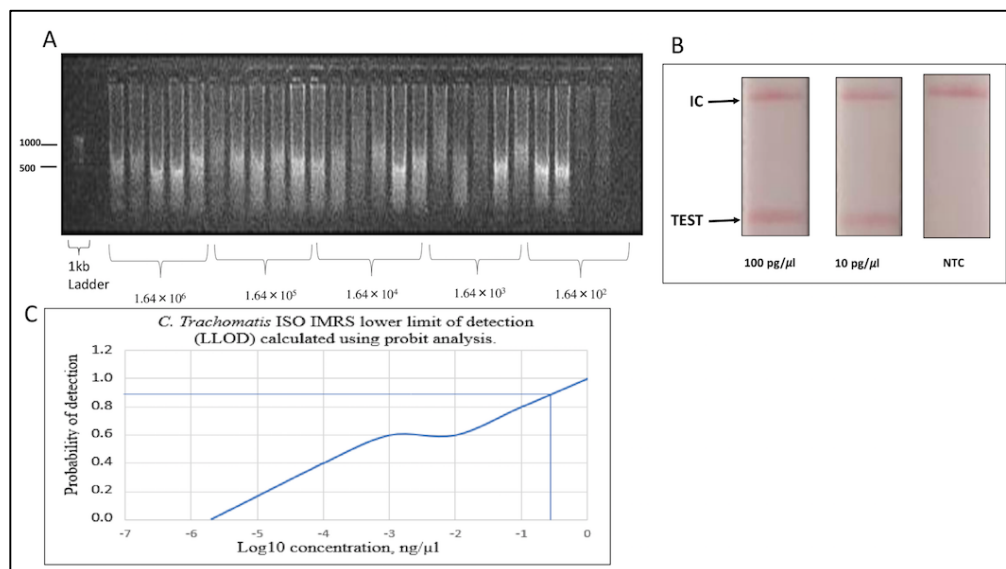 A
1000
500
1kb
Ladder
1.64 × 10⁶
1.64 × 10⁵
1.64 × 10⁴
1.64 × 10³
1.64 × 10²
B
IC
TEST
100 pg/µl
10 pg/µl
NTC
C
C. Trachomatis ISO IMRS lower limit of detection
(LLOD) calculated using probit analysis.
Probability of detection
1.2
1.0
0.8
0.6
0.4
0.2
0.0
-7 -6 -5 -4 -3 -2 -1 0
Log10 concentration, ng/µl